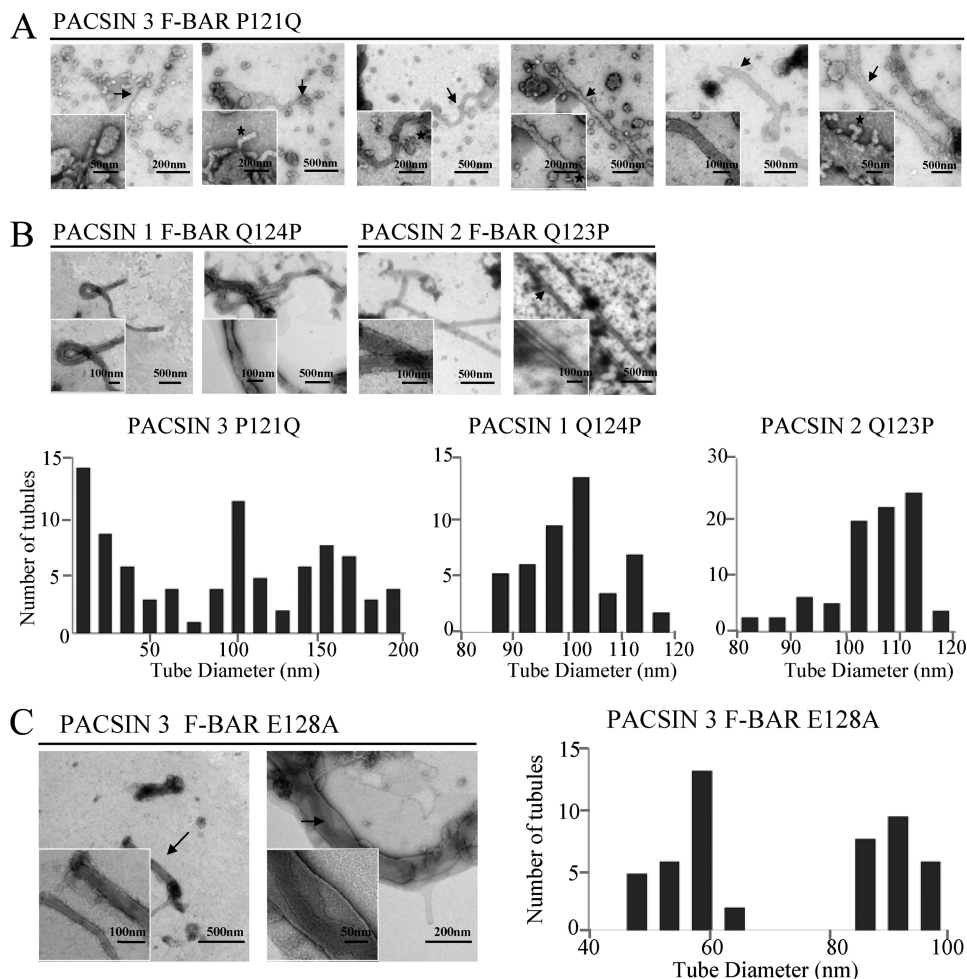 A
PACSIN 3 F-BAR P121Q
50nm 200nm 200nm 500nm 200nm 500nm 200nm 500nm 100nm 500nm 50nm 500nm
B
PACSIN 1 F-BAR Q124P PACSIN 2 F-BAR Q123P
100nm 500nm 100nm 500nm 100nm 500nm 100nm 500nm
PACSIN 3 P121Q
Number of tubules
15
10
5
0
50 100 150 200
Tube Diameter (nm)
PACSIN 1 Q124P
15
10
5
0
80 90 100 110 120
Tube Diameter (nm)
PACSIN 2 Q123P
30
20
10
0
80 90 100 110 120
Tube Diameter (nm)
C
PACSIN 3 F-BAR E128A
100nm 500nm 50nm 200nm
PACSIN 3 F-BAR E128A
Number of tubules
15
10
5
0
40 60 80 100
Tube Diameter (nm)